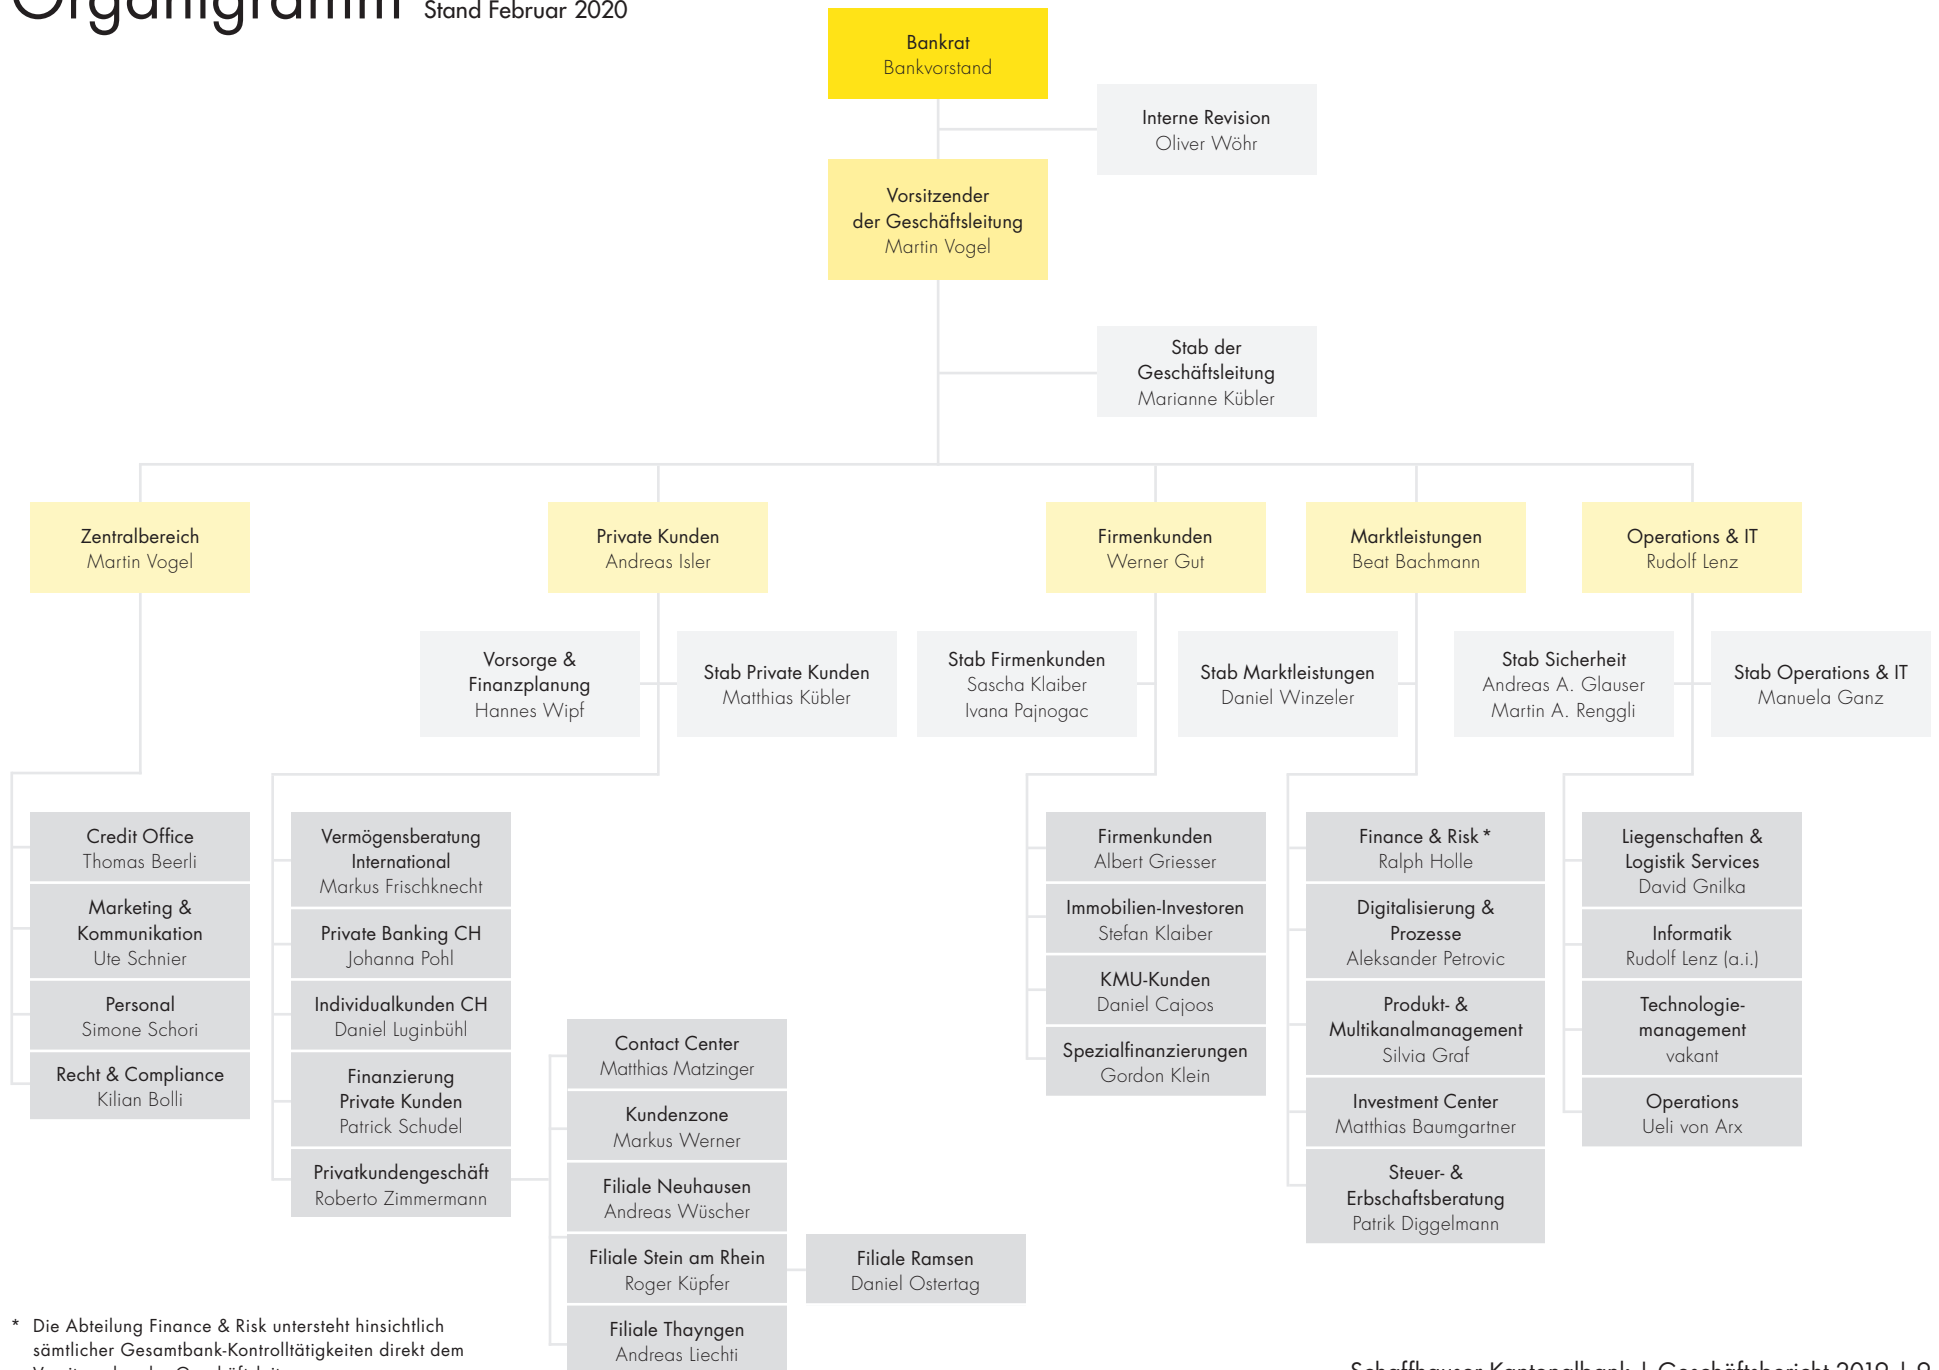 Organigramm Stand Februar 2020
Bankrat
Bankvorstand
Interne Revision
Oliver Wöhr
Vorsitzender
der Geschäftsleitung
Martin Vogel
Stab der
Geschäftsleitung
Marianne Kübler
Zentralbereich
Martin Vogel
Private Kunden
Andreas Isler
Firmenkunden
Werner Gut
Marktleistungen
Beat Bachmann
Operations & IT
Rudolf Lenz
Vorsorge &
Finanzplanung
Hannes Wipf
Stab Private Kunden
Matthias Kübler
Stab Firmenkunden
Sascha Klaiber
Ivana Pajnogac
Stab Marktleistungen
Daniel Winzeler
Stab Sicherheit
Andreas A. Glauser
Martin A. Renggli
Stab Operations & IT
Manuela Ganz
Credit Office
Thomas Beerli
Marketing &
Kommunikation
Ute Schnier
Personal
Simone Schori
Recht & Compliance
Kilian Bolli
Vermögensberatung
International
Markus Frischknecht
Private Banking CH
Johanna Pohl
Individualkunden CH
Daniel Luginbühl
Finanzierung
Private Kunden
Patrick Schudel
Privatkundengeschäft
Roberto Zimmermann
Contact Center
Matthias Matzinger
Kundenzone
Markus Werner
Filiale Neuhausen
Andreas Wüscher
Filiale Stein am Rhein
Roger Küpfer
Filiale Thayngen
Andreas Liechti
Filiale Ramsen
Daniel Ostertag
Firmenkunden
Albert Griesser
Immobilien-Investoren
Stefan Klaiber
KMU-Kunden
Daniel Cajoos
Spezialfinanzierungen
Gordon Klein
Finance & Risk *
Ralph Holle
Digitalisierung &
Prozesse
Aleksander Petrovic
Produkt- &
Multikanalmanagement
Silvia Graf
Investment Center
Matthias Baumgartner
Steuer- &
Erbschaftsberatung
Patrik Diggelmann
Liegenschaften &
Logistik Services
David Gnilka
Informatik
Rudolf Lenz (a.i.)
Technologie-
management
vakant
Operations
Ueli von Arx
* Die Abteilung Finance & Risk untersteht hinsichtlich
sämtlicher Gesamtbank-Kontrolltätigkeiten direkt dem
Vorsitzenden der Geschäftsleitung.
Schaffhauser Kantonalbank | Geschäftsbericht 2019 | 9